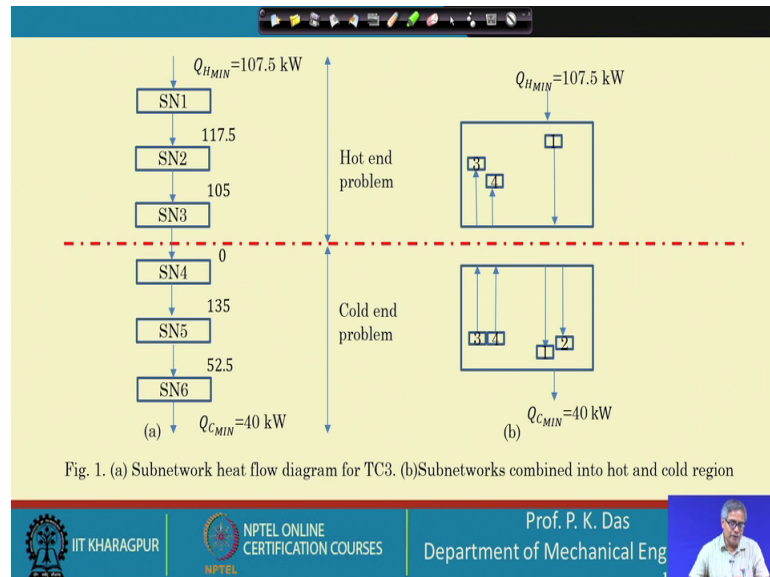 Q_HMIN=107.5 kW
SN1
117.5
SN2
105
SN3
0
SN4
135
SN5
52.5
SN6
Q_CMIN=40 kW
(a)
Hot end
problem
Cold end
problem
Q_HMIN=107.5 kW
1
3
4
3 4
1
2
Q_CMIN=40 kW
(b)
Fig. 1. (a) Subnetwork heat flow diagram for TC3. (b)Subnetworks combined into hot and cold region
IIT KHARAGPUR
NPTEL
NPTEL ONLINE
CERTIFICATION COURSES
Prof. P. K. Das
Department of Mechanical Eng